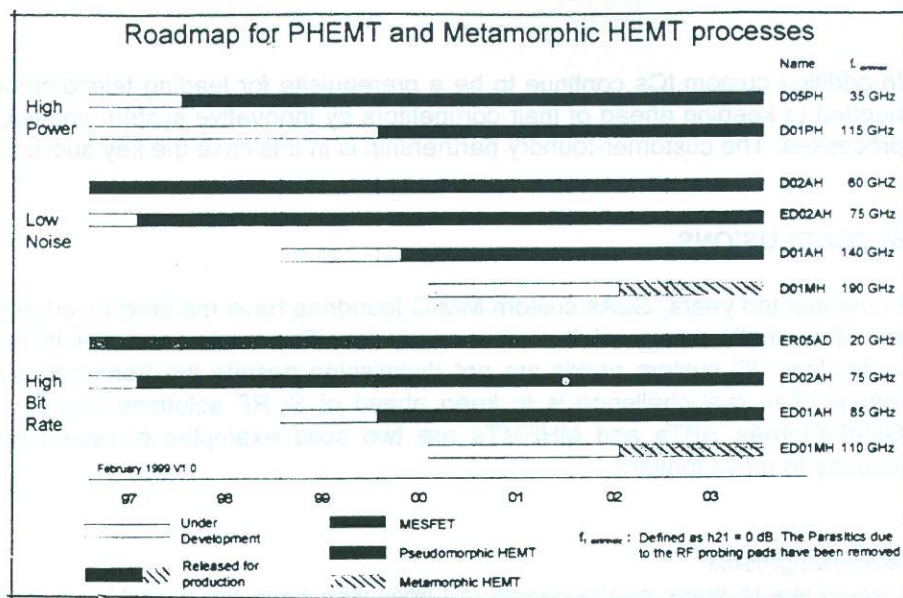 Roadmap for PHEMT and Metamorphic HEMT processes
Name
High Power
D05PH 35 GHz
D01PH 115 GHz
Low Noise
D02AH 60 GHZ
ED02AH 75 GHz
D01AH 140 GHz
D01MH 190 GHz
High Bit Rate
ER05AD 20 GHz
ED02AH 75 GHz
ED01AH 85 GHz
ED01MH 110 GHz
February 1999 V1.0
97 98 99 00 01 02 03
Under
Development
Released for
production
MESFET
Pseudomorphic HEMT
Metamorphic HEMT
: Defined as h21 = 0 dB. The Parasitics due
to the RF probing pads have been removed